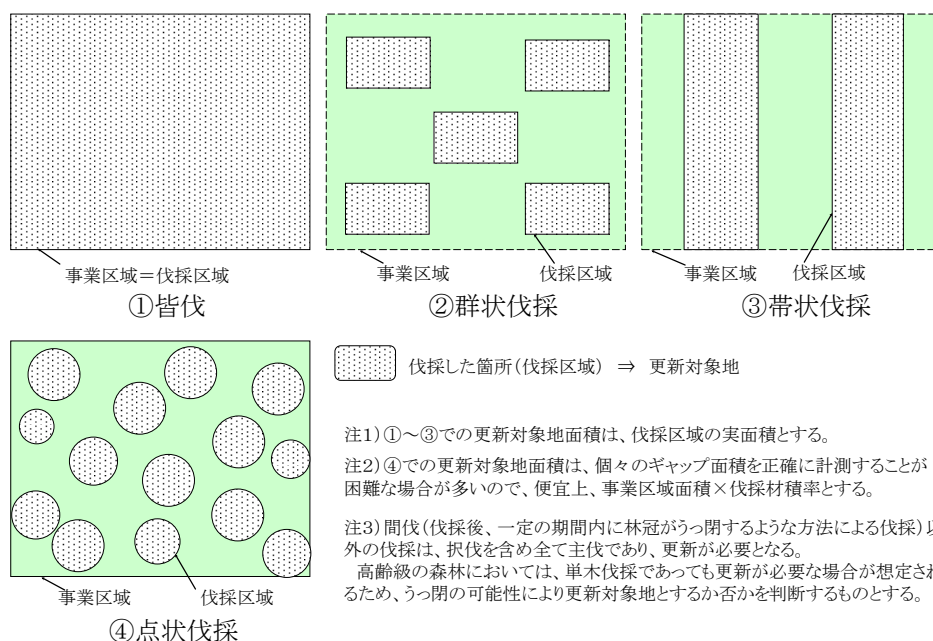 事業区域＝伐採区域
①皆伐
事業区域
伐採区域
②群状伐採
事業区域
伐採区域
③帯状伐採
事業区域
伐採区域
④点状伐採
伐採した箇所(伐採区域) ⇒ 更新対象地
注1)①～③での更新対象地面積は、伐採区域の実面積とする。
注2)④での更新対象地面積は、個々のギャップ面積を正確に計測することが
困難な場合が多いので、便宜上、事業区域面積×伐採材積率とする。
注3)間伐(伐採後、一定の期間内に林冠がうっ閉するような方法による伐採)以
外の伐採は、択伐を含め全て主伐であり、更新が必要となる。
高齢級の森林においては、単木伐採であっても更新が必要な場合が想定され
るため、うっ閉の可能性により更新対象地とするか否かを判断するものとする。